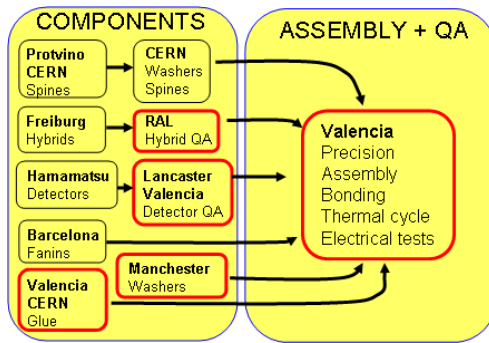 COMPONENTS
Protvino
CERN
Spines
CERN
Washers
Spines
Freiburg
Hybrids
RAL
Hybrid QA
Hamamatsu
Detectors
Lancaster
Valencia
Detector QA
Barcelona
Fanins
Manchester
Washers
Valencia
CERN
Glue
ASSEMBLY + QA
Valencia
Precision
Assembly
Bonding
Thermal cycle
Electrical tests